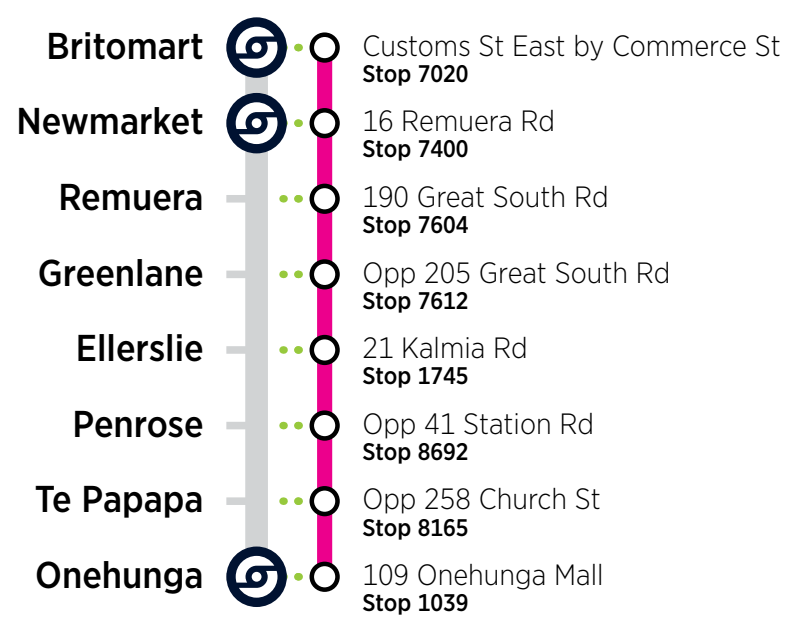 Britomart
Customs St East by Commerce St
Stop 7020
Newmarket
16 Remuera Rd
Stop 7400
Remuera
190 Great South Rd
Stop 7604
Greenlane
Opp 205 Great South Rd
Stop 7612
Ellerslie
21 Kalmia Rd
Stop 1745
Penrose
Opp 41 Station Rd
Stop 8692
Te Papapa
Opp 258 Church St
Stop 8165
Onehunga
109 Onehunga Mall
Stop 1039